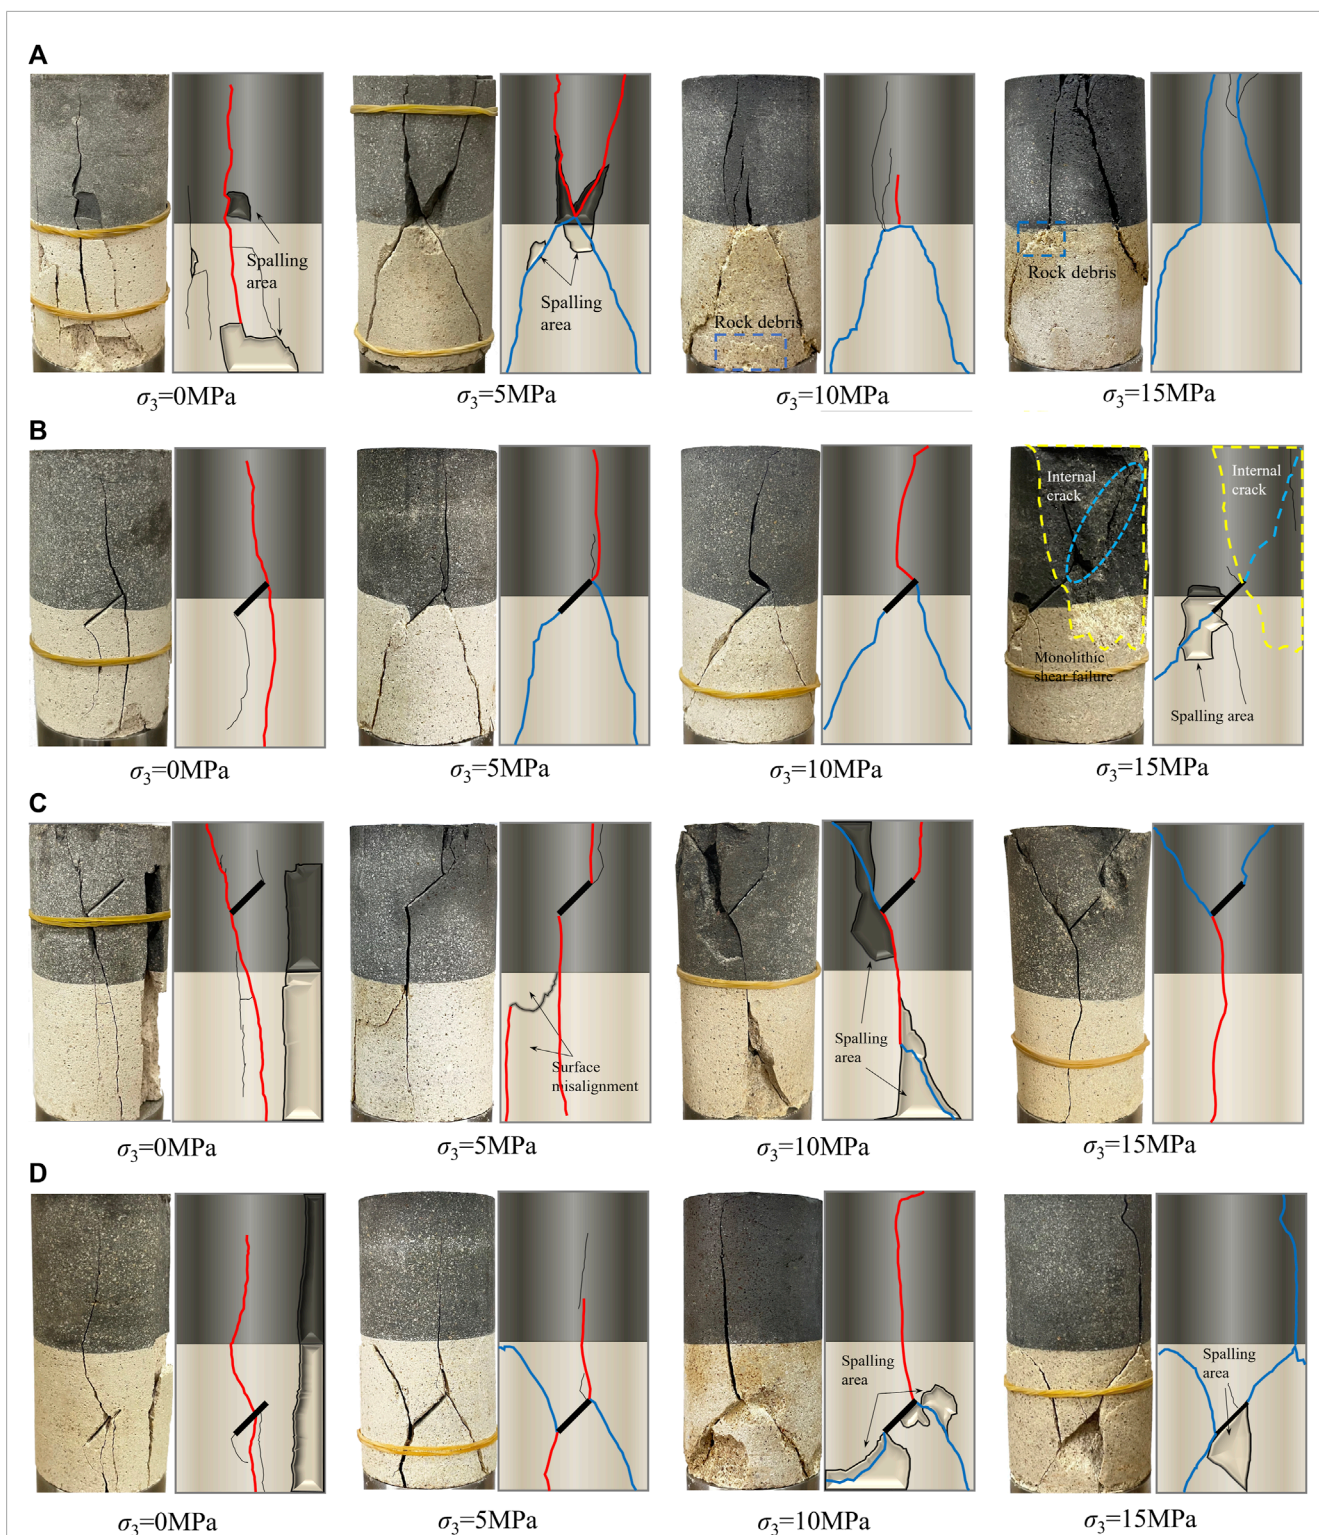 A
Spalling
area
Spalling
area
Rock debris
Rock debris
σ3=0MPa
σ3=5MPa
σ3=10MPa
σ3=15MPa
B
Internal
crack
Monolithic
shear failure
Internal
crack
Spalling area
σ3=0MPa
σ3=5MPa
σ3=10MPa
σ3=15MPa
C
Surface
misalignment
Spalling
area
σ3=0MPa
σ3=5MPa
σ3=10MPa
σ3=15MPa
D
Spalling
area
Spalling
area
σ3=0MPa
σ3=5MPa
σ3=10MPa
σ3=15MPa